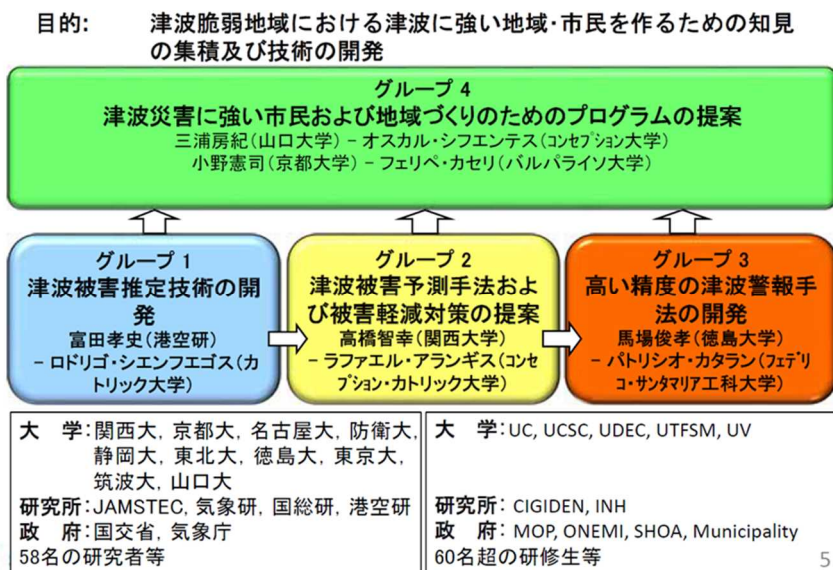 目的: 津波脆弱地域における津波に強い地域・市民を作るための知見
の集積及び技術の開発
グループ 4
津波災害に強い市民および地域づくりのためのプログラムの提案
三浦房紀(山口大学) – オスカル・シフエンテス(コンセプション大学)
小野憲司(京都大学) – フェリペ・カセリ(バルパライソ大学)
グループ 1
津波被害推定技術の開
発
富田孝史(港空研)
– ロドリゴ・シエンフエゴス(カ
トリック大学)
グループ 2
津波被害予測手法およ
び被害軽減対策の提案
高橋智幸(関西大学)
– ラファエル・アランギス(コンセ
プション・カトリック大学)
グループ 3
高い精度の津波警報手
法の開発
馬場俊孝(徳島大学)
– パトリシオ・カタラン(フェデリ
コ・サンタマリア工科大学)
大 学:関西大, 京都大, 名古屋大, 防衛大,
静岡大, 東北大, 徳島大, 東京大,
筑波大, 山口大
研究所:JAMSTEC, 気象研, 国総研, 港空研
政 府:国交省, 気象庁
58名の研究者等
大 学: UC, UCSC, UDEC, UTFSM, UV
研究所: CIGIDEN, INH
政 府: MOP, ONEMI, SHOA, Municipality
60名超の研修生等
5